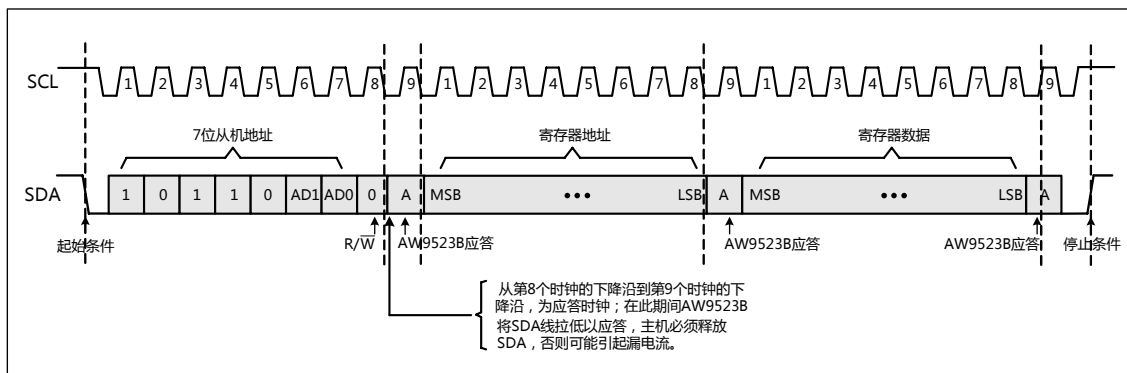 SCL 1 2 3 4 5 6 7 8 9 1 2 3 4 5 6 7 8 9 1 2 3 4 5 6 7 8 9
7位从机地址 寄存器地址 寄存器数据
SDA 1 0 1 1 0 AD1 AD0 0 A MSB ••• LSB A MSB ••• LSB A
起始条件 R/W̅ AW9523B应答 AW9523B应答 AW9523B应答 停止条件
从第8个时钟的下降沿到第9个时钟的下
降沿,为应答时钟;在此期间AW9523B
将SDA线拉低以应答,主机必须释放
SDA,否则可能引起漏电流。